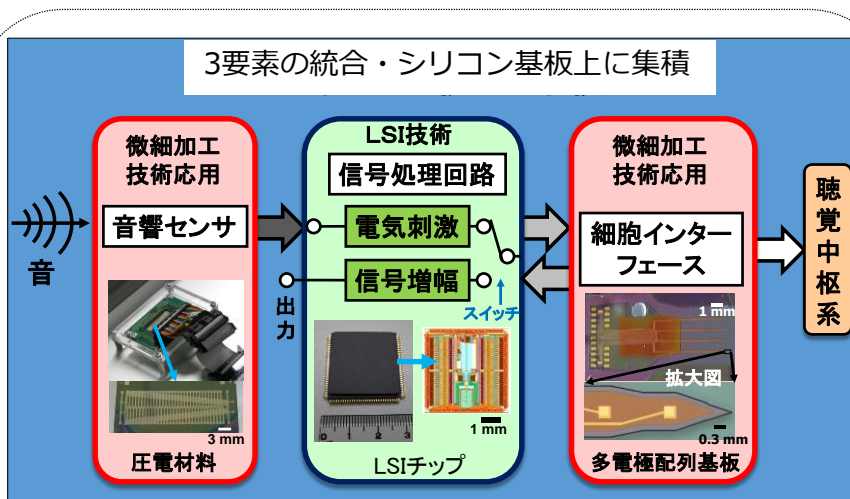 3要素の統合・シリコン基板上に集積
微細加工
技術応用
音響センサ
音
3 mm
圧電材料
LSI技術
信号処理回路
電気刺激
信号増幅
出力
スイッチ
0 1 2 3
1 mm
LSIチップ
微細加工
技術応用
細胞インター
フェース
1 mm
拡大図
0.3 mm
多電極配列基板
聴覚中枢系